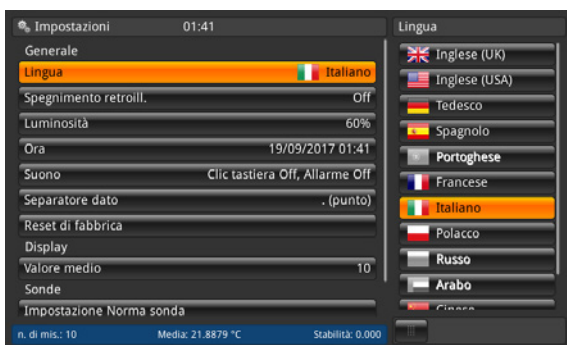 Impostazioni 01:41
Generale
Lingua Italiano
Spegnimento retroill. Off
Luminosità 60%
Ora 19/09/2017 01:41
Suono Clic tastiera Off, Allarme Off
Separatore dato . (punto)
Reset di fabbrica
Display
Valore medio 10
Sonde
Impostazione Norma sonda
n. di mis.: 10 Media: 21.8879 °C Stabilità: 0.000
Lingua
Inglese (UK)
Inglese (USA)
Tedesco
Spagnolo
Portoghese
Francese
Italiano
Polacco
Russo
Arabo
Cinese